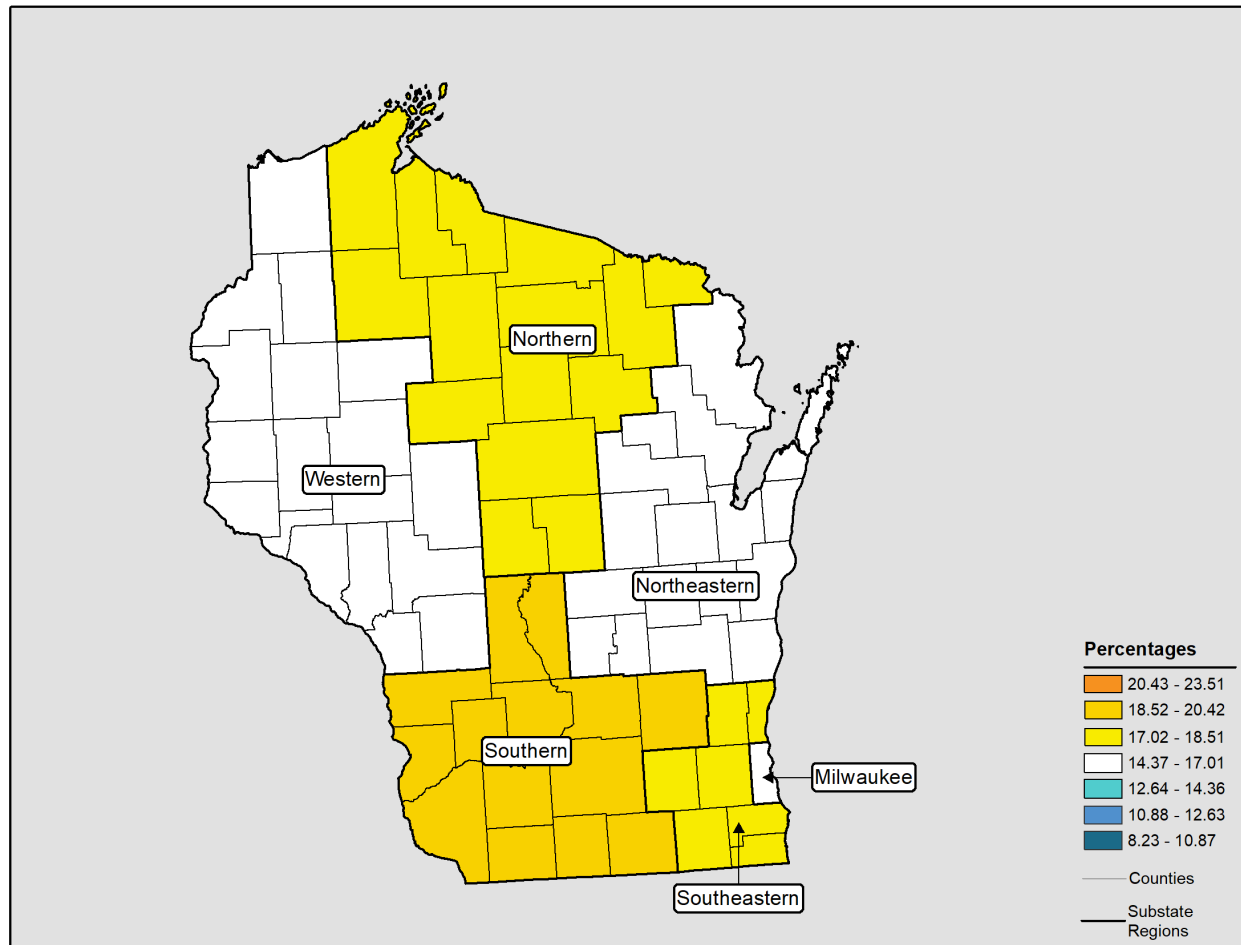 Northern
Western
Northeastern
Southern
Milwaukee
Southeastern
Percentages
20.43 - 23.51
18.52 - 20.42
17.02 - 18.51
14.37 - 17.01
12.64 - 14.36
10.88 - 12.63
8.23 - 10.87
Counties
Substate
Regions